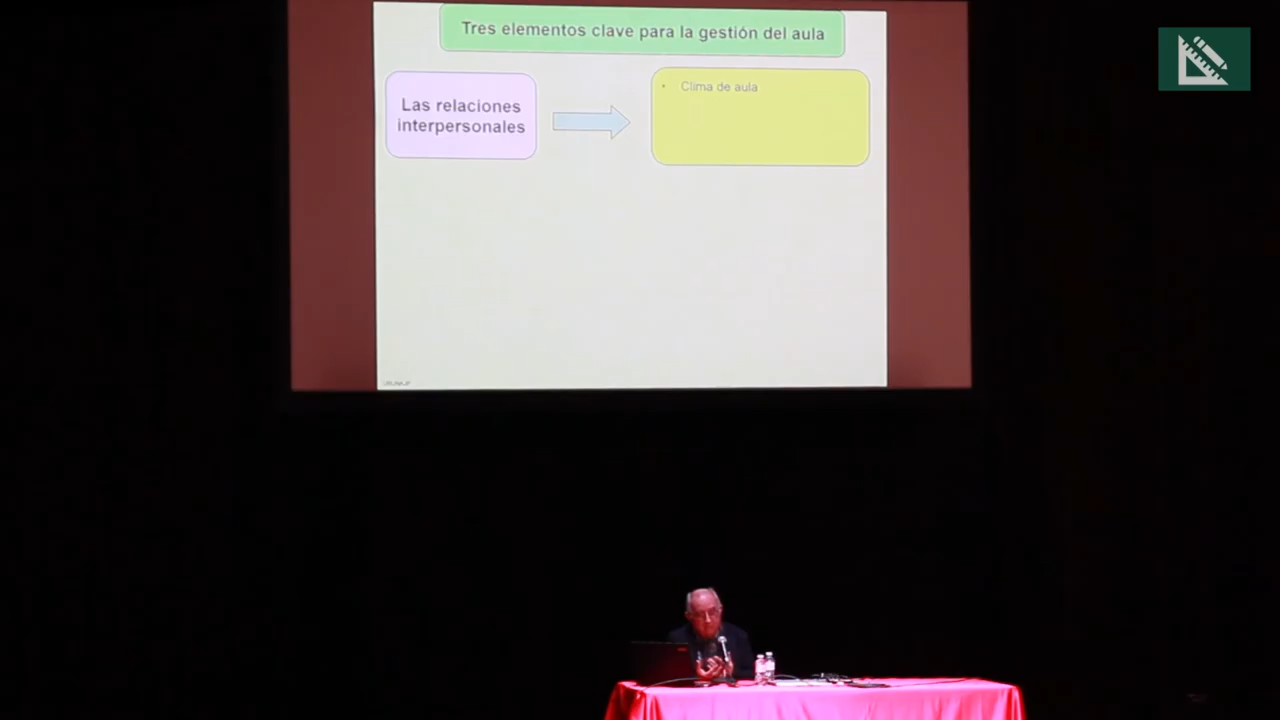 Tres elementos clave para la gestión del aula
Las relaciones
interpersonales
• Clima de aula